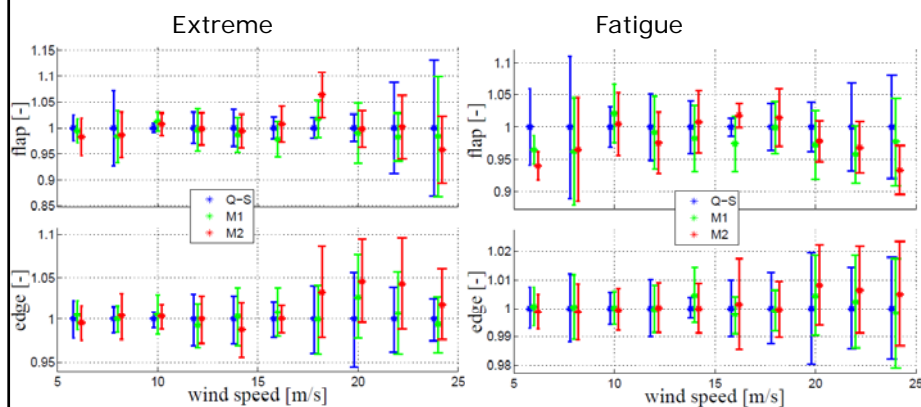 Extreme
Fatigue
flap [-]
1.15
1.1
1.05
1
0.95
0.9
0.85
Q-S
M1
M2
edge [-]
1.1
1.05
1
0.95
5 10 15 20 25
wind speed [m/s]
flap [-]
1.1
1.05
1
0.95
0.9
Q-S
M1
M2
edge [-]
1.02
1.01
1
0.99
0.98
5 10 15 20 25
wind speed [m/s]